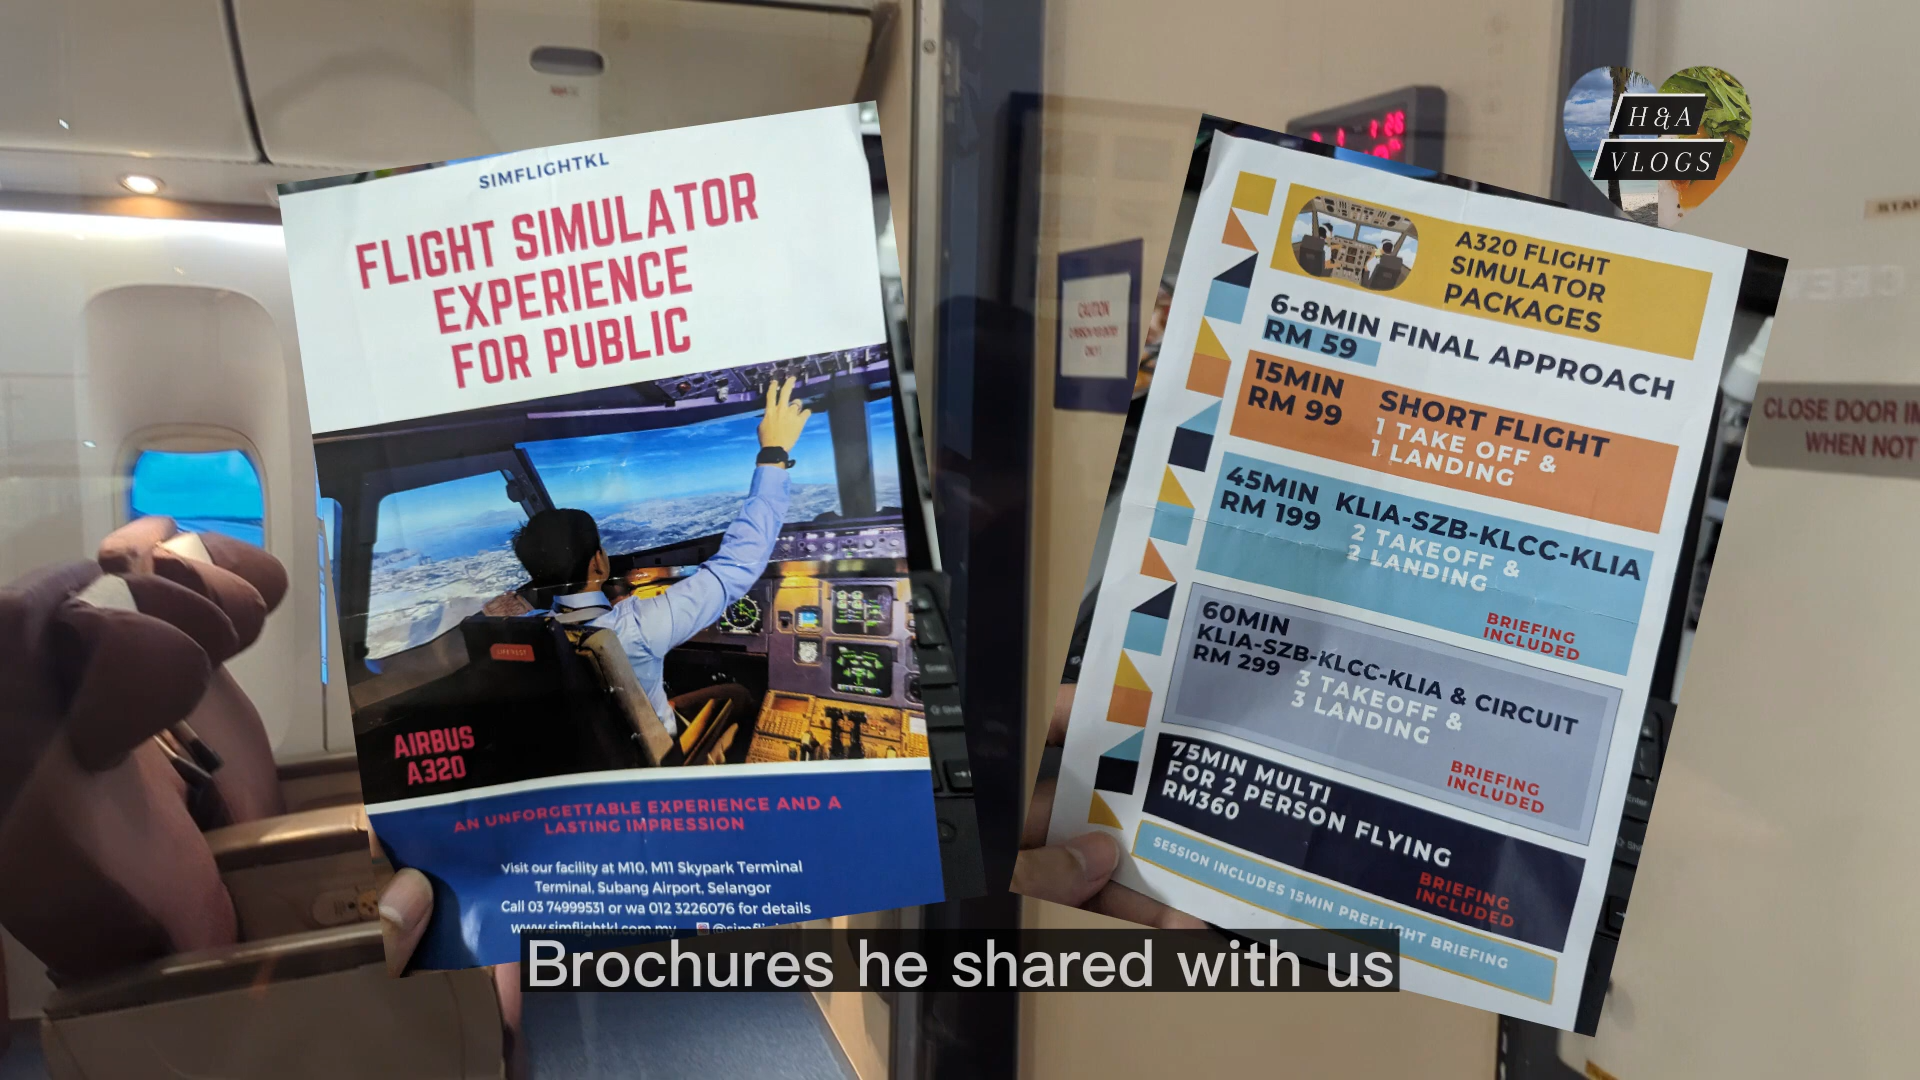 SIMFLIGHTKL
FLIGHT SIMULATOR
EXPERIENCE
FOR PUBLIC
AIRBUS
A320
AN UNFORGETTABLE EXPERIENCE AND A
LASTING IMPRESSION
Visit our facility at M10, M11 Skypark Terminal
Terminal, Subang Airport, Selangor
Call 03 74999531 or wa 012 3226076 for details
www.simflightkl.com.my
A320 FLIGHT
SIMULATOR
PACKAGES
6-8MIN FINAL APPROACH
RM 59
15MIN
RM 99
SHORT FLIGHT
1 TAKE OFF &
1 LANDING
45MIN
RM 199
KLIA-SZB-KLCC-KLIA
2 TAKEOFF &
2 LANDING
BRIEFING
INCLUDED
60MIN
KLIA-SZB-KLCC-KLIA & CIRCUIT
RM 299
3 TAKEOFF &
3 LANDING
BRIEFING
INCLUDED
75MIN MULTI
FOR 2 PERSON FLYING
RM360
BRIEFING
INCLUDED
SESSION INCLUDES 15MIN PREFLIGHT BRIEFING
H&A
VLOGS
CAUTION
CLOSE DOOR
WHEN NOT
Brochures he shared with us